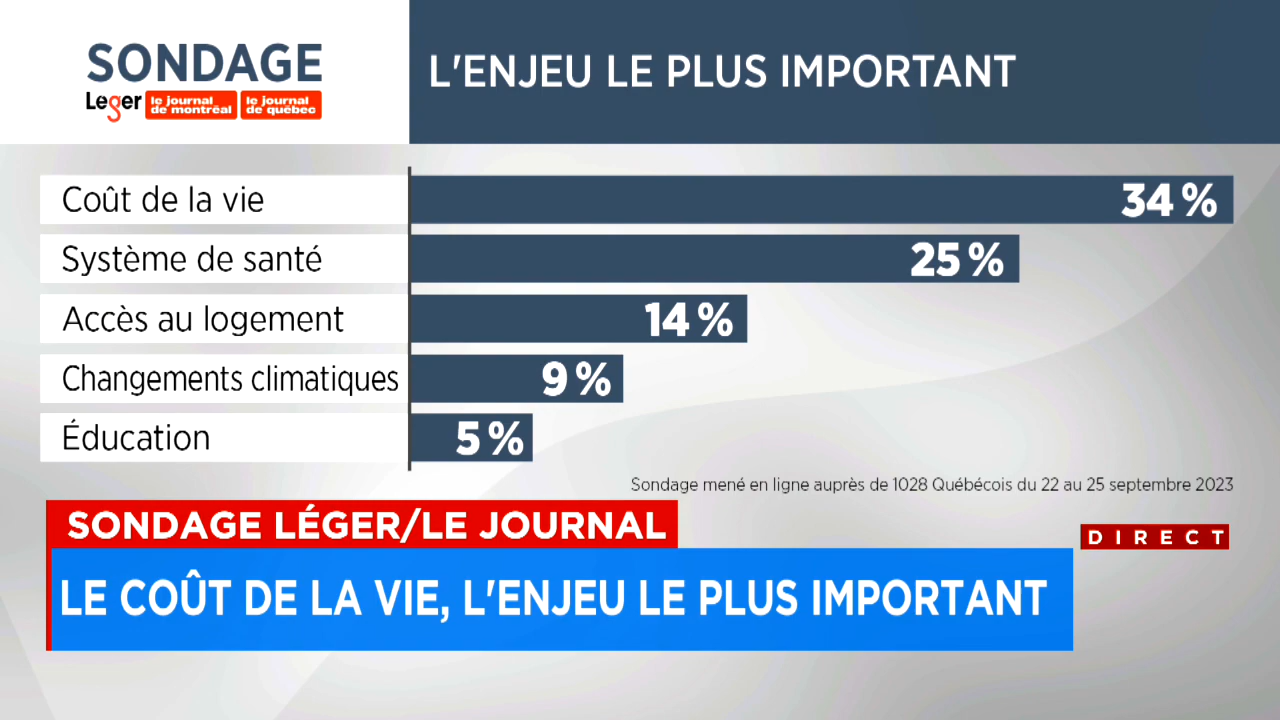 SONDAGE
Leger le journal de montréal le journal de québec
L'ENJEU LE PLUS IMPORTANT
Coût de la vie 34 %
Système de santé 25 %
Accès au logement 14 %
Changements climatiques 9 %
Éducation 5 %
Sondage mené en ligne auprès de 1028 Québécois du 22 au 25 septembre 2023
SONDAGE LÉGER/LE JOURNAL
DIRECT
LE COÛT DE LA VIE, L'ENJEU LE PLUS IMPORTANT